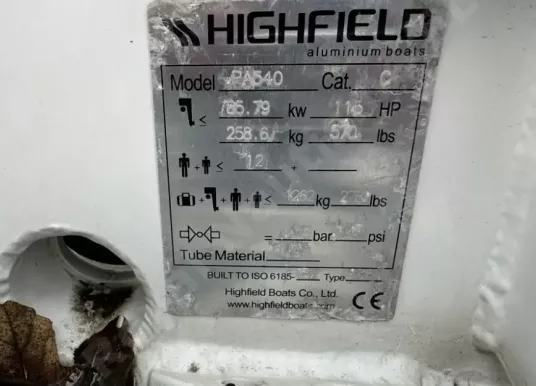 HIGHFIELD
aluminium boats
Model PA540 Cat. C
≤ 85.79 kw 115 HP
258.6 kg 570 lbs
≤ 12 +
≤ 1262 kg lbs
= bar psi
Tube Material
BUILT TO ISO 6185- Type
Highfield Boats Co., Ltd.
www.highfieldboats.com CE